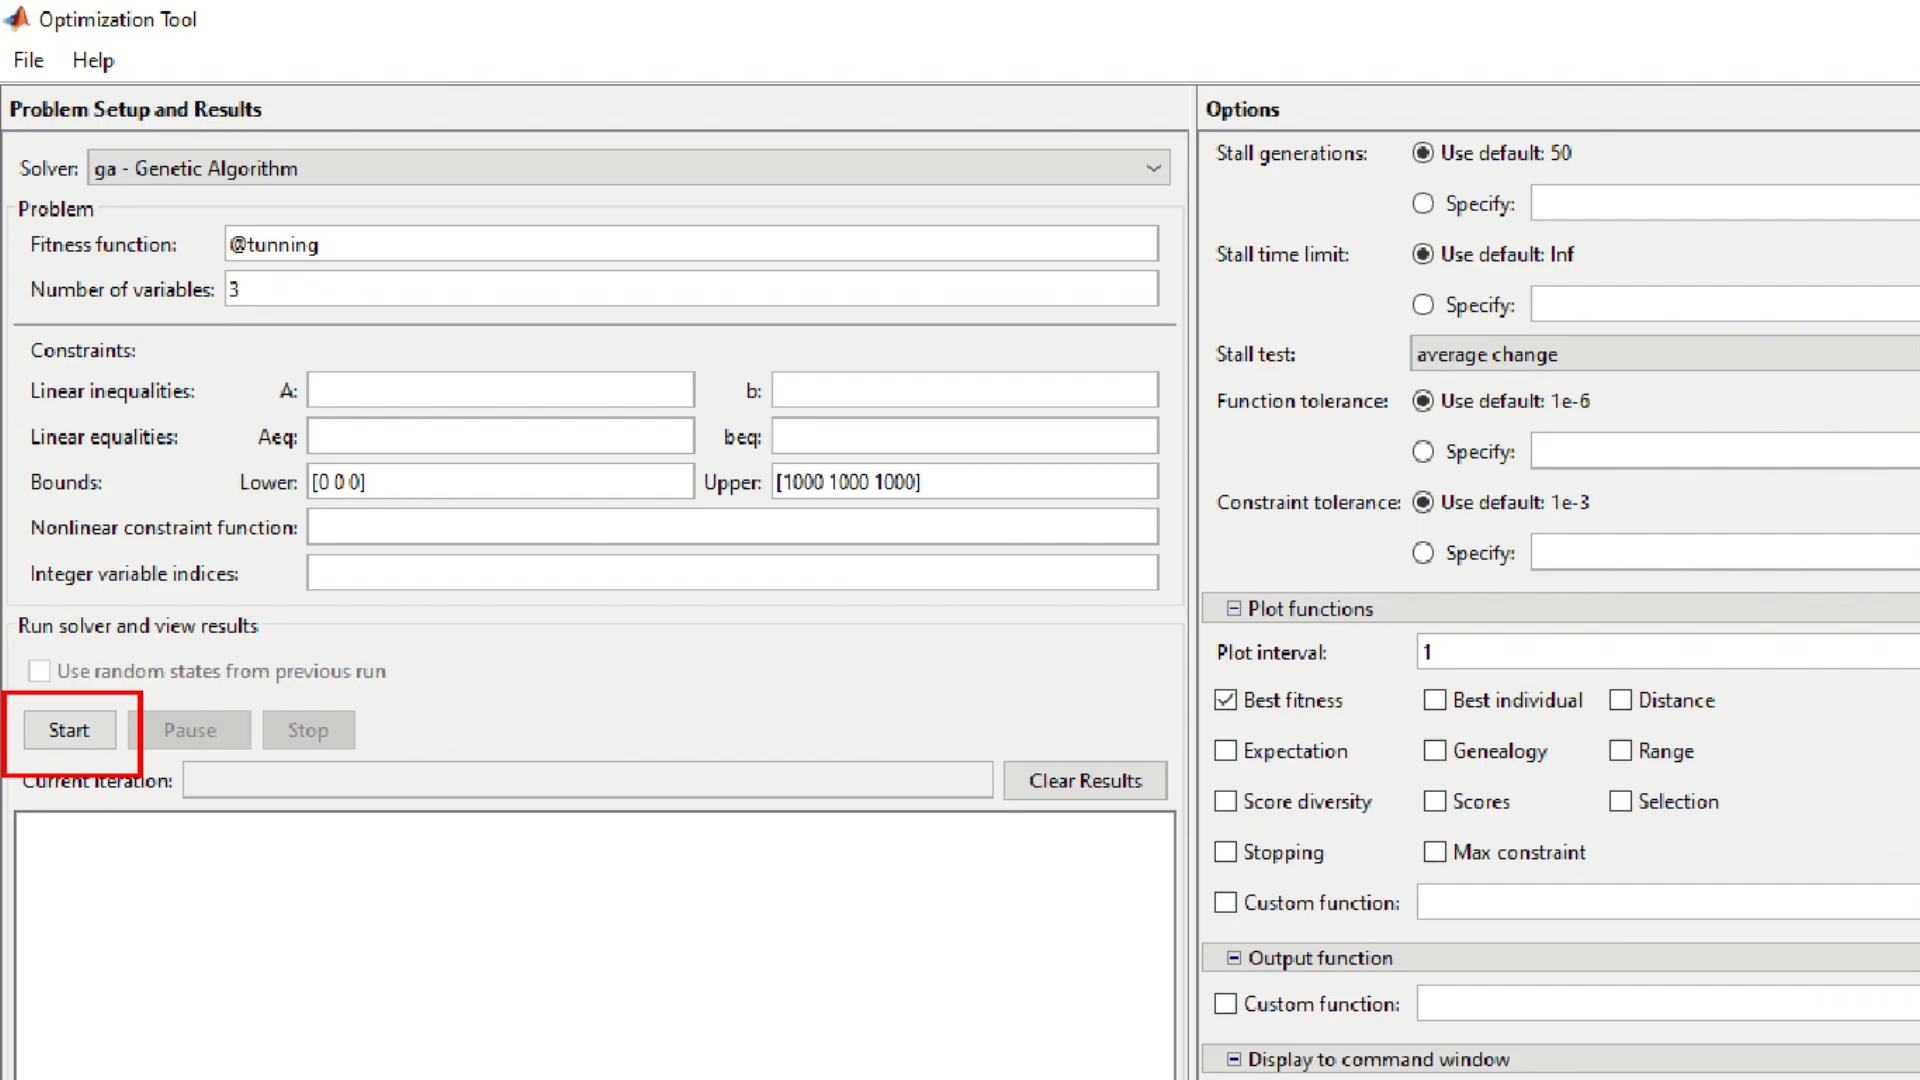 Optimization Tool
File Help
Problem Setup and Results
Solver: ga - Genetic Algorithm
Problem
Fitness function: @tunning
Number of variables: 3
Constraints:
Linear inequalities: A: b:
Linear equalities: Aeq: beq:
Bounds: Lower: [0 0 0] Upper: [1000 1000 1000]
Nonlinear constraint function:
Integer variable indices:
Run solver and view results
Use random states from previous run
Start Pause Stop
Current iteration: Clear Results
Options
Stall generations: Use default: 50
Specify:
Stall time limit: Use default: Inf
Specify:
Stall test: average change
Function tolerance: Use default: 1e-6
Specify:
Constraint tolerance: Use default: 1e-3
Specify:
Plot functions
Plot interval: 1
Best fitness Best individual Distance
Expectation Genealogy Range
Score diversity Scores Selection
Stopping Max constraint
Custom function:
Output function
Custom function:
Display to command window